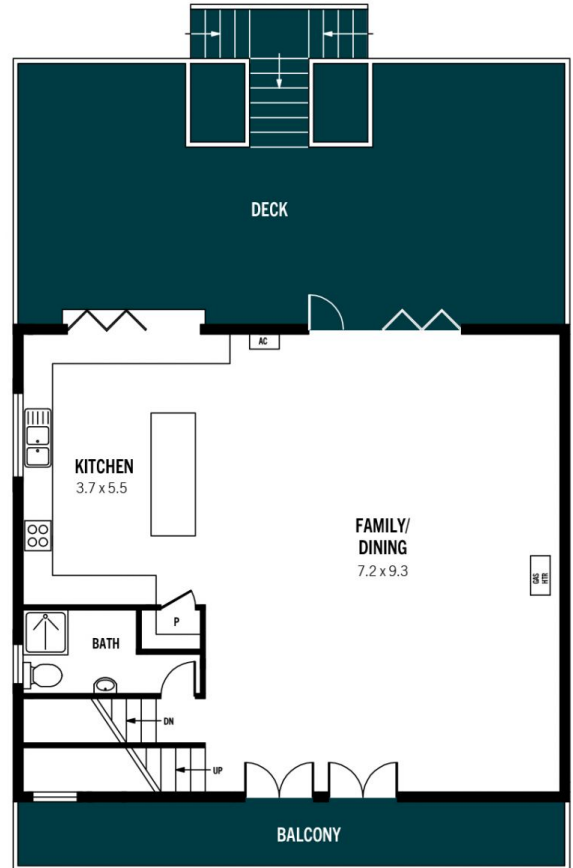 DECK
AC
KITCHEN
3.7 x 5.5
FAMILY/
DINING
7.2 x 9.3
GAS
HTR
P
BATH
DN
UP
BALCONY